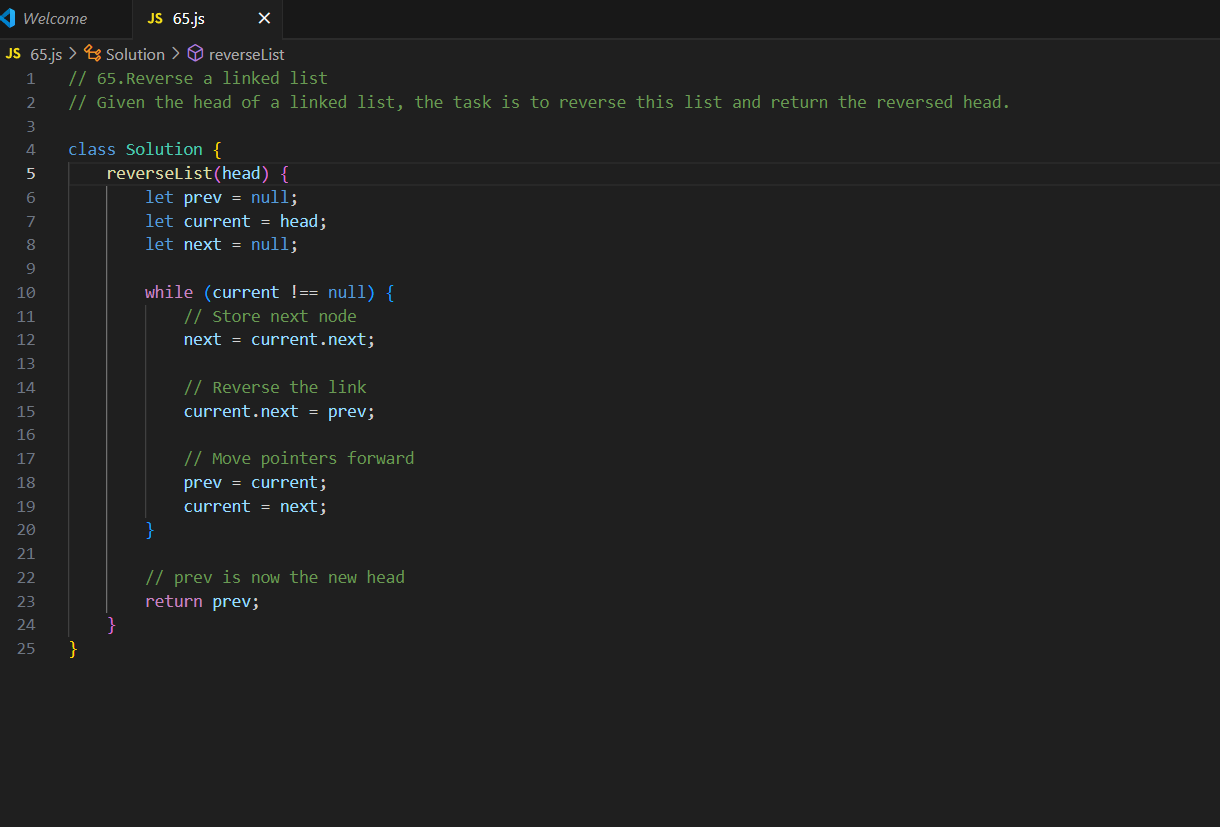 Welcome
JS 65.js ×
JS 65.js > Solution > reverseList
1 // 65.Reverse a linked list
2 // Given the head of a linked list, the task is to reverse this list and return the reversed head.
3
4 class Solution {
5     reverseList(head) {
6         let prev = null;
7         let current = head;
8         let next = null;
9
10         while (current !== null) {
11             // Store next node
12             next = current.next;
13
14             // Reverse the link
15             current.next = prev;
16
17             // Move pointers forward
18             prev = current;
19             current = next;
20         }
21
22         // prev is now the new head
23         return prev;
24     }
25 }